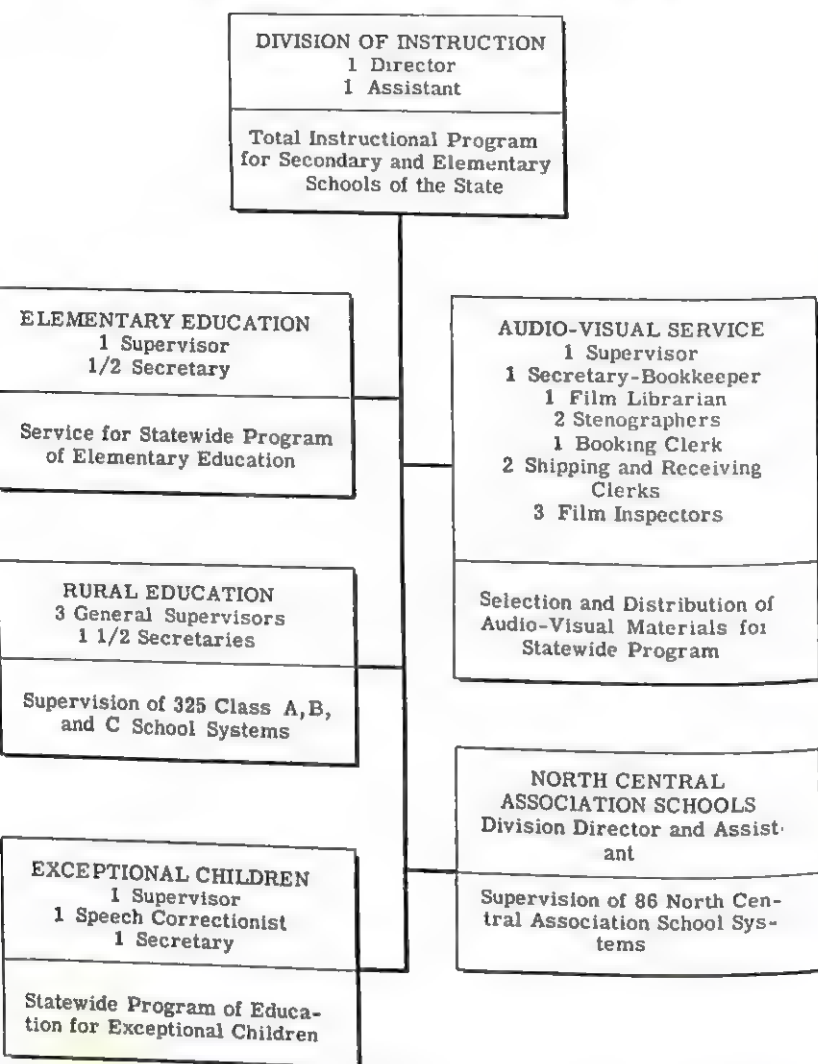 DIVISION OF INSTRUCTION
1 Director
1 Assistant
Total Instructional Program
for Secondary and Elementary
Schools of the State
ELEMENTARY EDUCATION
1 Supervisor
1/2 Secretary
Service for Statewide Program
of Elementary Education
AUDIO-VISUAL SERVICE
1 Supervisor
1 Secretary-Bookkeeper
1 Film Librarian
2 Stenographers
1 Booking Clerk
2 Shipping and Receiving
Clerks
3 Film Inspectors
Selection and Distribution of
Audio-Visual Materials for
Statewide Program
RURAL EDUCATION
3 General Supervisors
1 1/2 Secretaries
Supervision of 325 Class A,B,
and C School Systems
NORTH CENTRAL
ASSOCIATION SCHOOLS
Division Director and Assist-
ant
Supervision of 86 North Cen-
tral Association School Sys-
tems
EXCEPTIONAL CHILDREN
1 Supervisor
1 Speech Correctionist
1 Secretary
Statewide Program of Educa-
tion for Exceptional Children